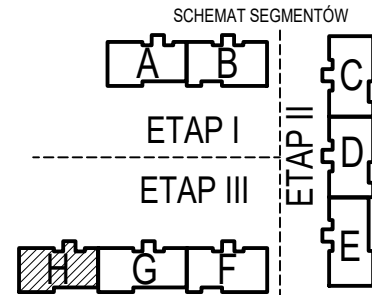 SCHEMAT SEGMENTÓW
A B
C
ETAP I
ETAP II
D
ETAP III
E
H G F